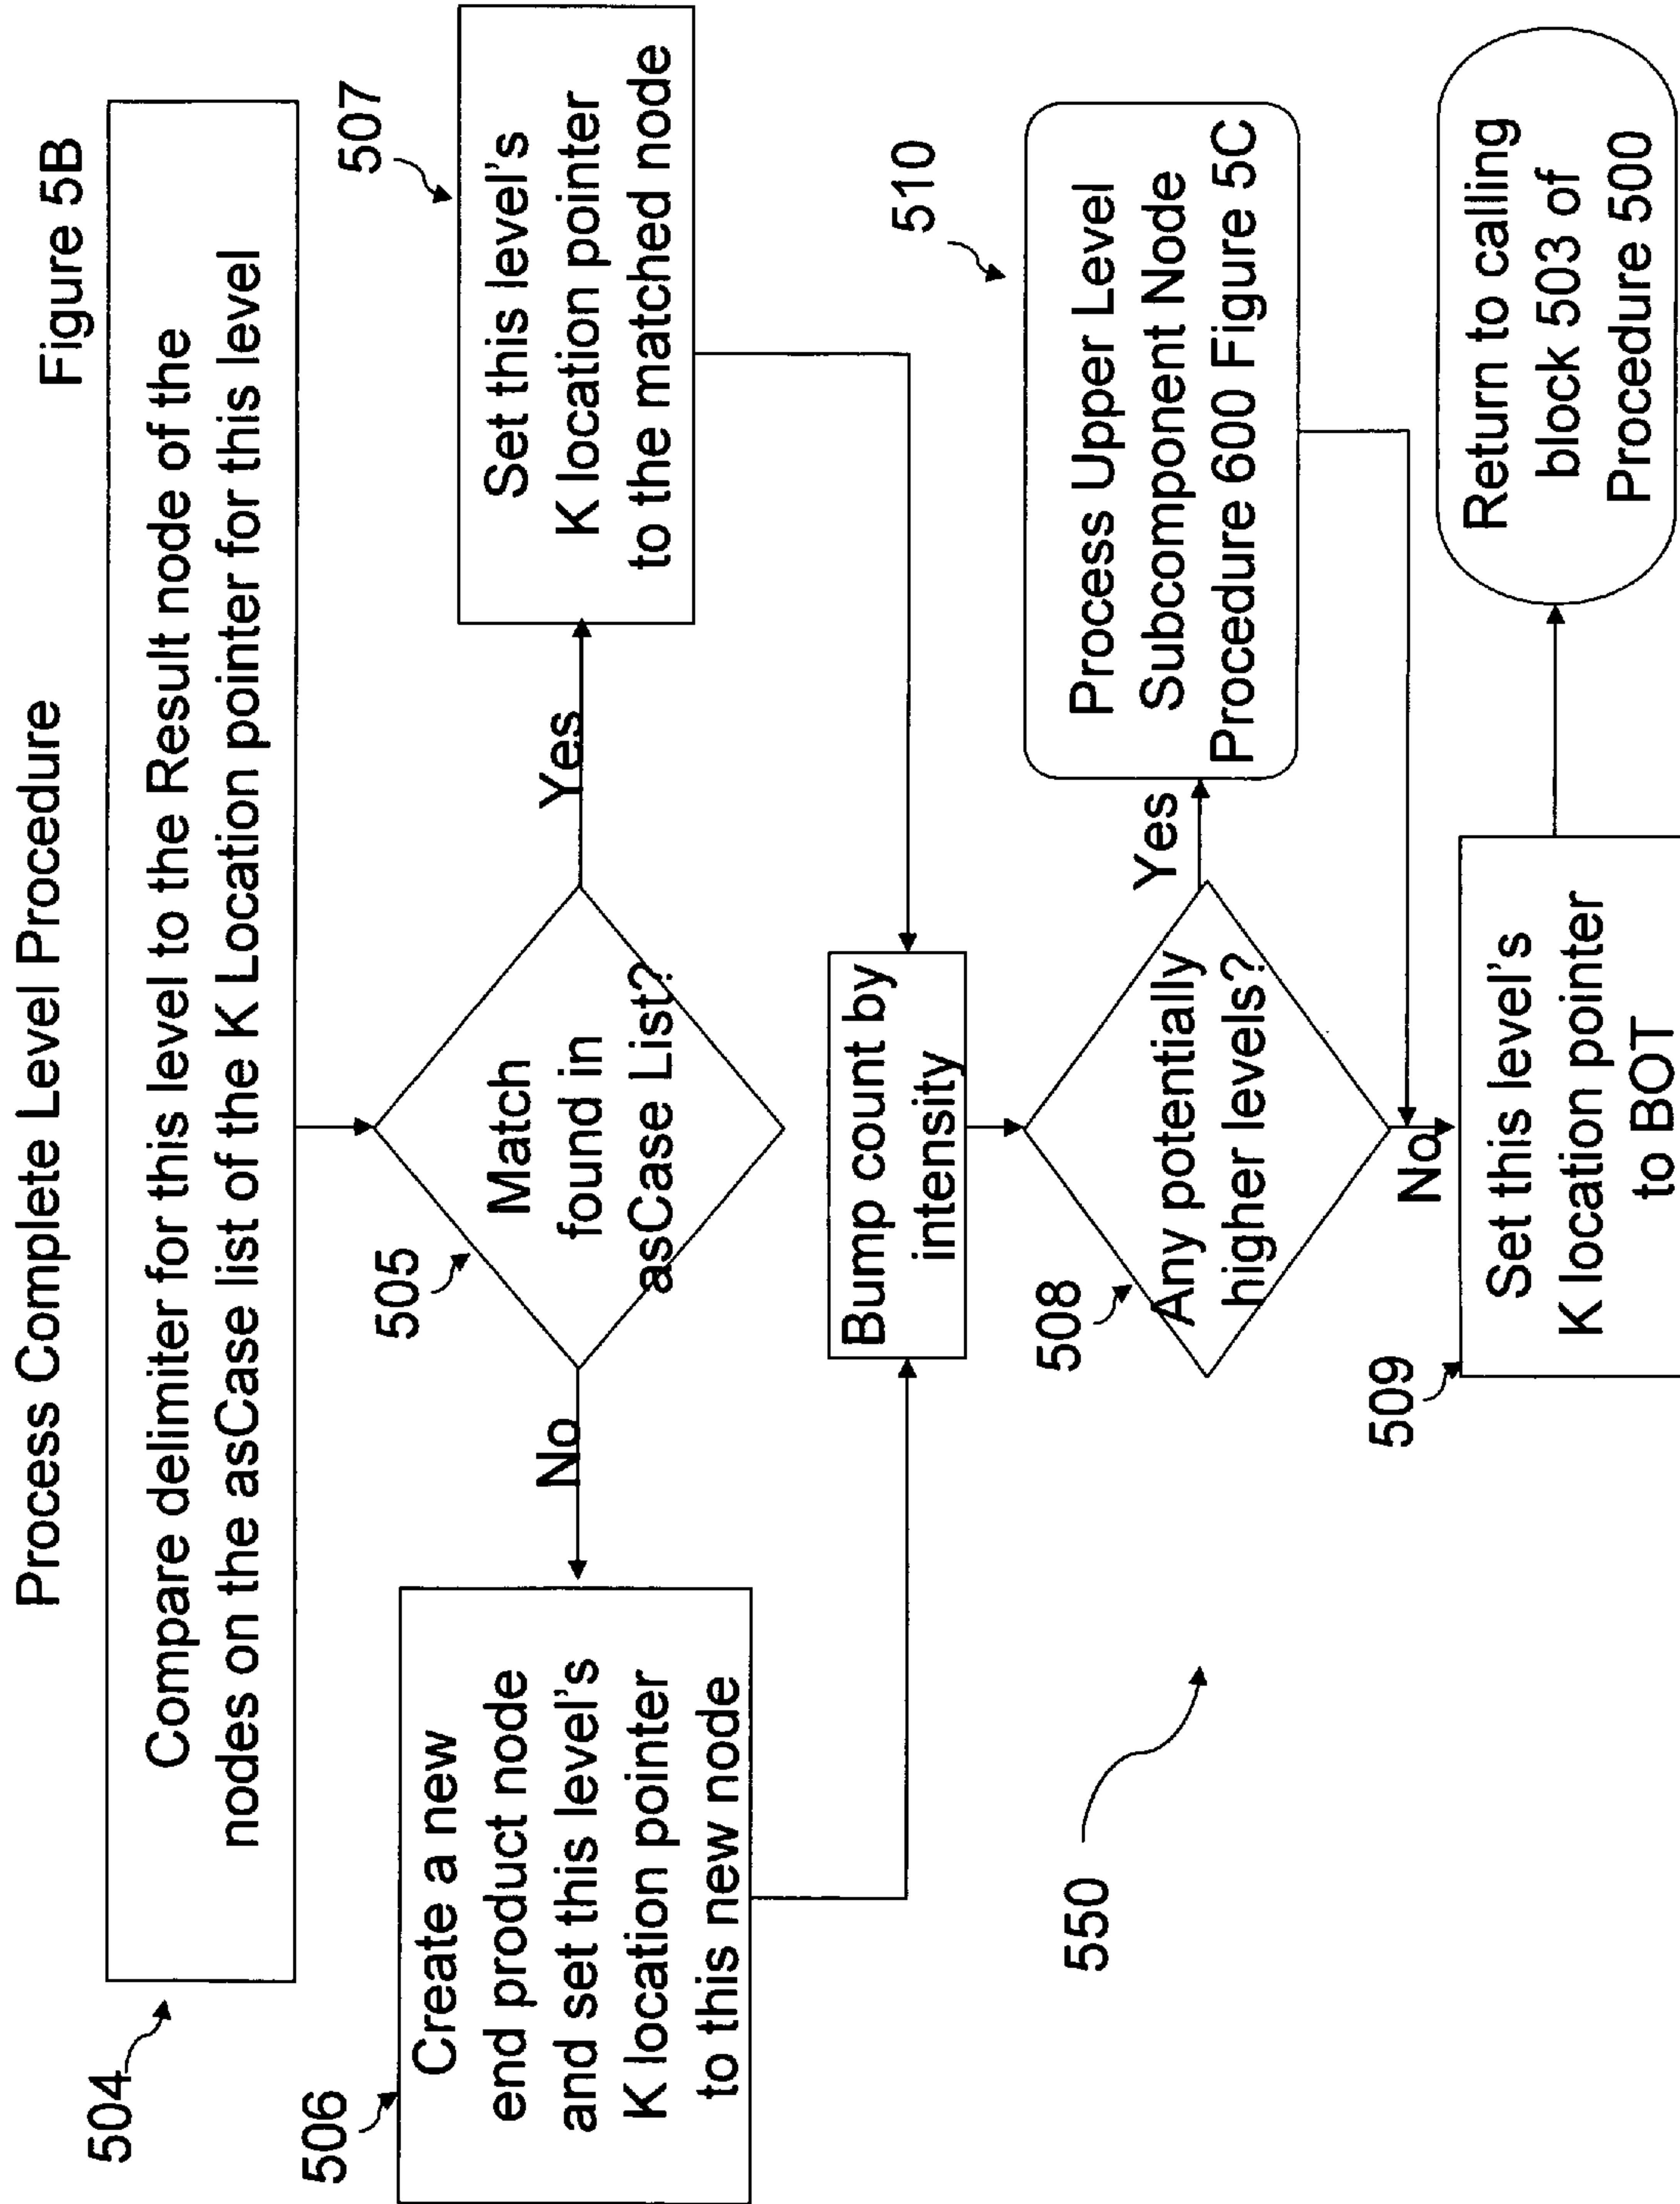 Process Complete Level Procedure
Figure 5B
504
Compare delimiter for this level to the Result node of the
nodes on the asCase list of the K Location pointer for this level
505
Match
found in
asCase List?
No
Yes
506
Create a new
end product node
and set this level's
K location pointer
to this new node
507
Set this level's
K location pointer
to the matched node
Bump count by
intensity
508
Any potentially
higher levels?
Yes
No
510
Process Upper Level
Subcomponent Node
Procedure 600 Figure 5C
550
509
Set this level's
K location pointer
to BOT
Return to calling
block 503 of
Procedure 500